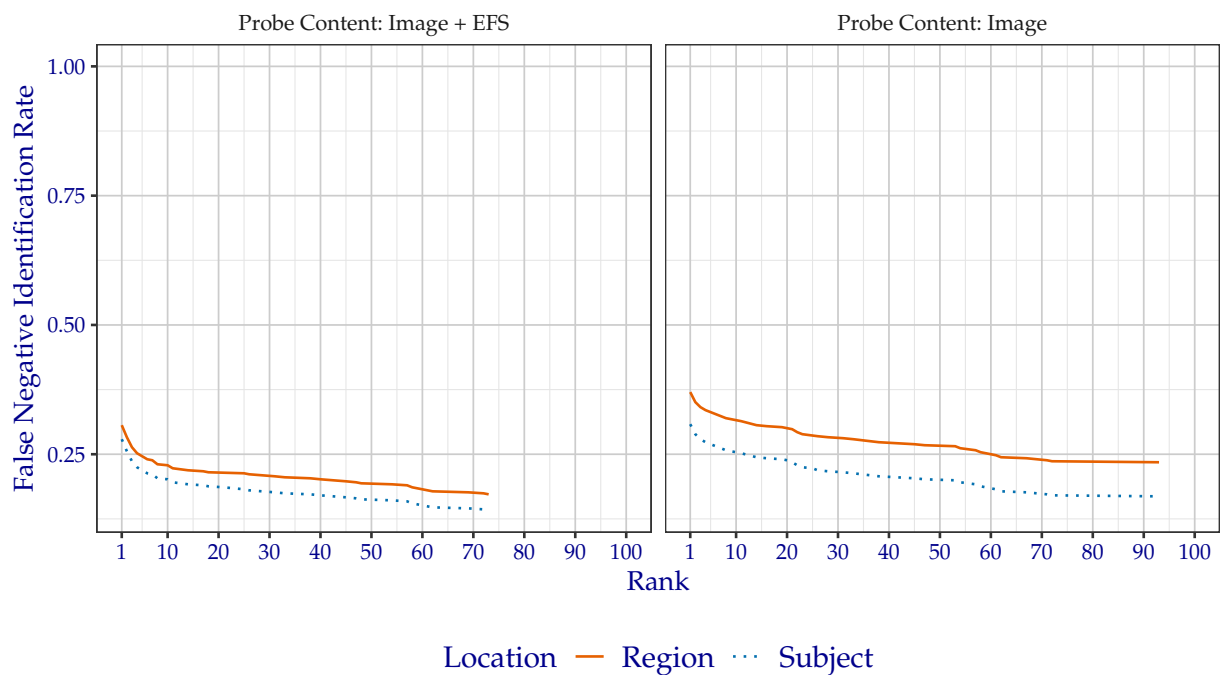 Probe Content: Image + EFS
Probe Content: Image
False Negative Identification Rate
1.00
0.75
0.50
0.25
1 10 20 30 40 50 60 70 80 90 100
1 10 20 30 40 50 60 70 80 90 100
Rank
Location Region Subject